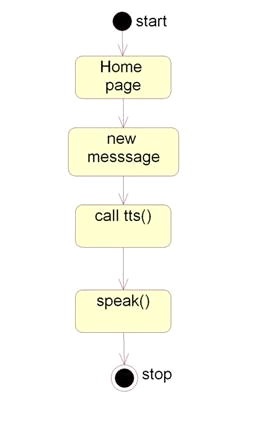 start
Home
page
new
messsage
call tts()
speak()
stop